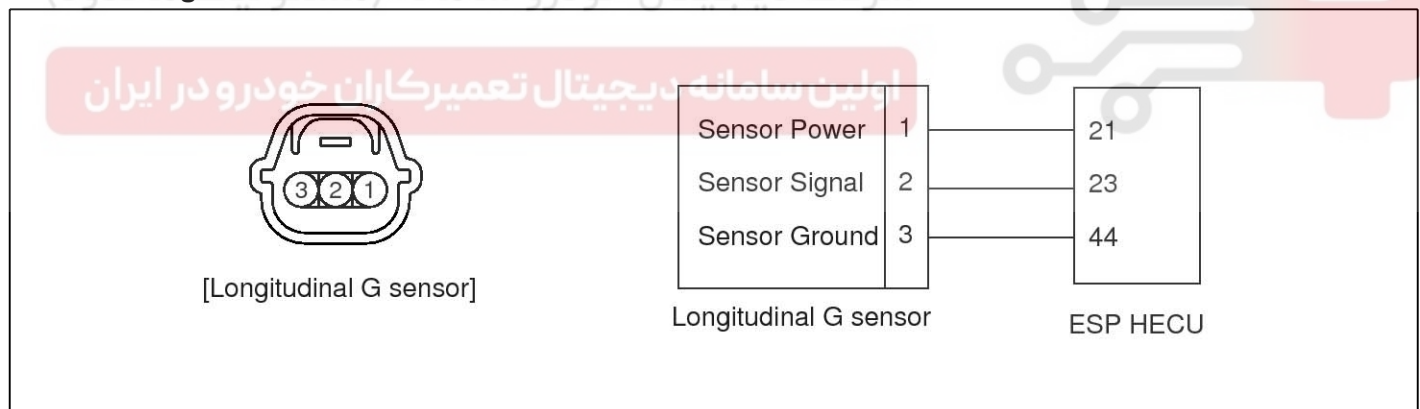 اولین سامانه دیجیتال تعمیرکاران خودرو در ایران
3 2 1
[Longitudinal G sensor]
Sensor Power 1 21
Sensor Signal 2 23
Sensor Ground 3 44
Longitudinal G sensor
ESP HECU